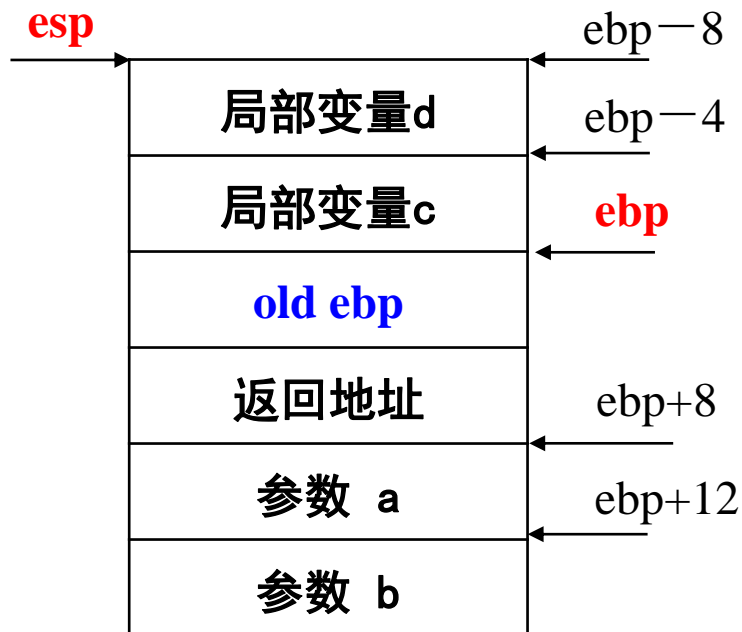 esp
ebp－8
局部变量d
ebp－4
局部变量c
ebp
old ebp
返回地址
ebp+8
参数 a
ebp+12
参数 b